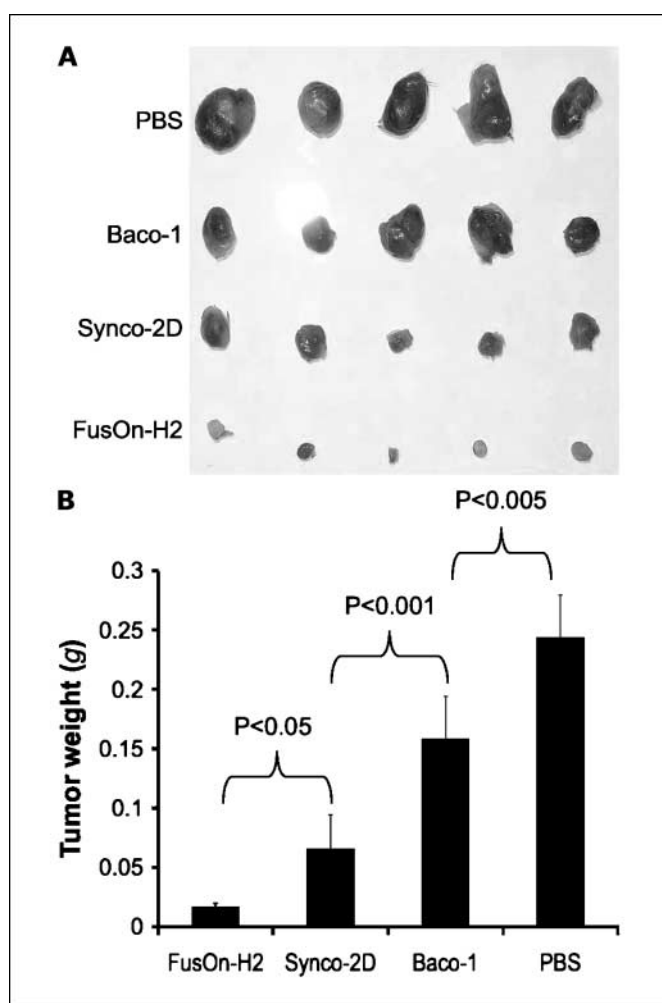 A
PBS
Baco-1
Synco-2D
FusOn-H2
B
P<0.005
P<0.001
P<0.05
Tumor weight (g)
0.3
0.25
0.2
0.15
0.1
0.05
0
FusOn-H2 Synco-2D Baco-1 PBS